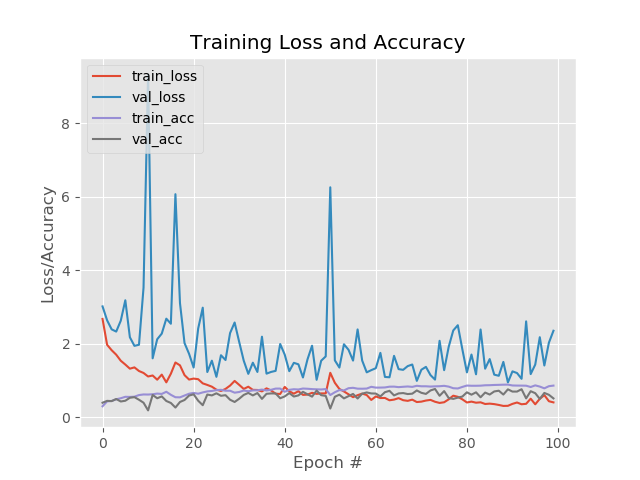 Training Loss and Accuracy
train_loss
val_loss
train_acc
val_acc
Loss/Accuracy
8
6
4
2
0
0 20 40 60 80 100
Epoch #